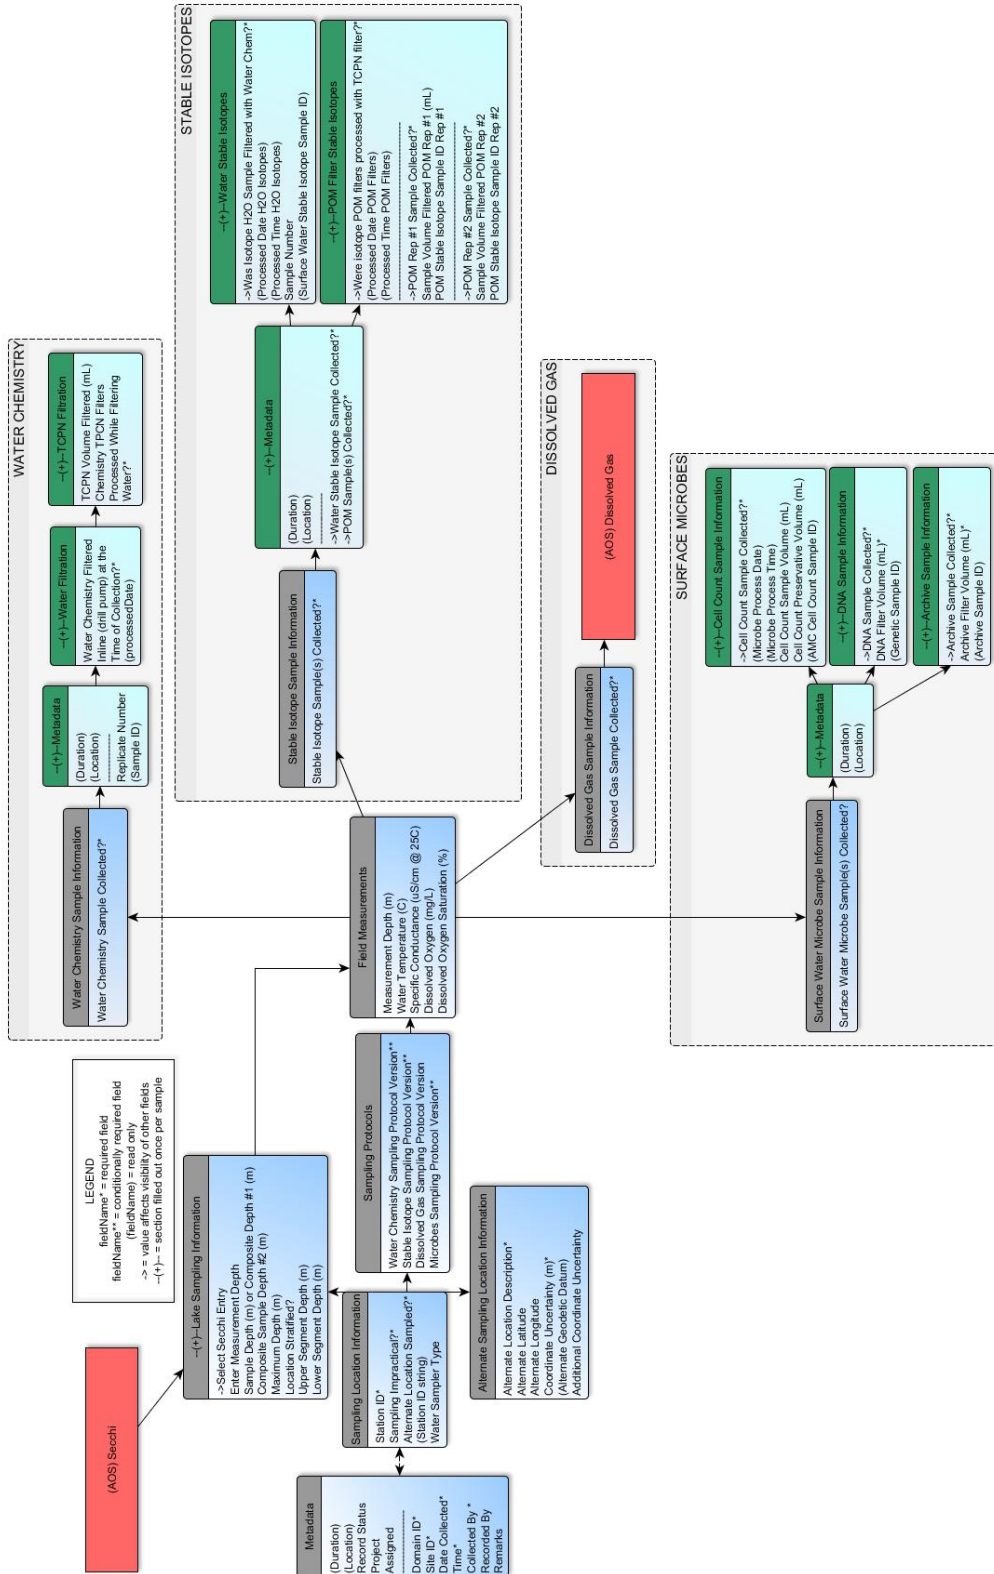 (AOS) Secchi
LEGEND
fieldName* = required field
fieldName** = conditionally required field
(fieldName) = read only
-> = value affects visibility of other fields
--(+)-- = section filled out once per sample
Metadata
(Duration)
(Location)
Record Status
Project
Assigned
--------------
Domain ID*
Site ID*
Date Collected*
Time*
Collected By *
Recorded By
Remarks
Sampling Location Information
Station ID*
Sampling Impractical?*
Alternate Location Sampled?*
(Station ID string)
Water Sampler Type
--(+)--Lake Sampling Information
->Select Secchi Entry
Enter Measurement Depth
Sample Depth (m) or Composite Depth #1 (m)
Composite Sample Depth #2 (m)
Maximum Depth (m)
Location Stratified?
Upper Segment Depth (m)
Lower Segment Depth (m)
Alternate Sampling Location Information
Alternate Location Description*
Alternate Latitude
Alternate Longitude
Coordinate Uncertainty (m)*
(Alternate Geodetic Datum)
Additional Coordinate Uncertainty
Sampling Protocols
Water Chemistry Sampling Protocol Version**
Stable Isotope Sampling Protocol Version**
Dissolved Gas Sampling Protocol Version
Microbes Sampling Protocol Version**
Field Measurements
Measurement Depth (m)
Water Temperature (C)
Specific Conductance (uS/cm @ 25C)
Dissolved Oxygen (mg/L)
Dissolved Oxygen Saturation (%)
WATER CHEMISTRY
Water Chemistry Sample Information
Water Chemistry Sample Collected?*
--(+)--Metadata
(Duration)
(Location)
--------------
Replicate Number
(Sample ID)
--(+)--Water Filtration
Water Chemistry Filtered
Inline (drill pump) at the
Time of Collection?*
(processedDate)
--(+)--TCPN Filtration
TCPN Volume Filtered (mL)
Chemistry TPCN Filters
Processed While Filtering
Water?*
STABLE ISOTOPES
Stable Isotope Sample Information
Stable Isotope Sample(s) Collected?*
--(+)--Metadata
(Duration)
(Location)
--------------
->Water Stable Isotope Sample Collected?*
->POM Sample(s) Collected?*
--(+)--Water Stable Isotopes
->Was Isotope H2O Sample Filtered with Water Chem?*
(Processed Date H2O Isotopes)
(Processed Time H2O Isotopes)
Sample Number
(Surface Water Stable Isotope Sample ID)
--(+)--POM Filter Stable Isotopes
->Were isotope POM filters processed with TCPN filter?*
(Processed Date POM Filters)
(Processed Time POM Filters)
--------------
->POM Rep #1 Sample Collected?*
Sample Volume Filtered POM Rep #1 (mL)
POM Stable Isotope Sample ID Rep #1
--------------
->POM Rep #2 Sample Collected?*
Sample Volume Filtered POM Rep #2
POM Stable Isotope Sample ID Rep #2
DISSOLVED GAS
Dissolved Gas Sample Information
Dissolved Gas Sample Collected?*
(AOS) Dissolved Gas
SURFACE MICROBES
Surface Water Microbe Sample Information
Surface Water Microbe Sample(s) Collected?
--(+)--Metadata
(Duration)
(Location)
--(+)--Cell Count Sample Information
->Cell Count Sample Collected?*
(Microbe Process Date)
(Microbe Process Time)
Cell Count Sample Volume (mL)
Cell Count Preservative Volume (mL)
(AMC Cell Count Sample ID)
--(+)--DNA Sample Information
->DNA Sample Collected?*
DNA Filter Volume (mL)*
(Genetic Sample ID)
--(+)--Archive Sample Information
->Archive Sample Collected?*
Archive Filter Volume (mL)*
(Archive Sample ID)